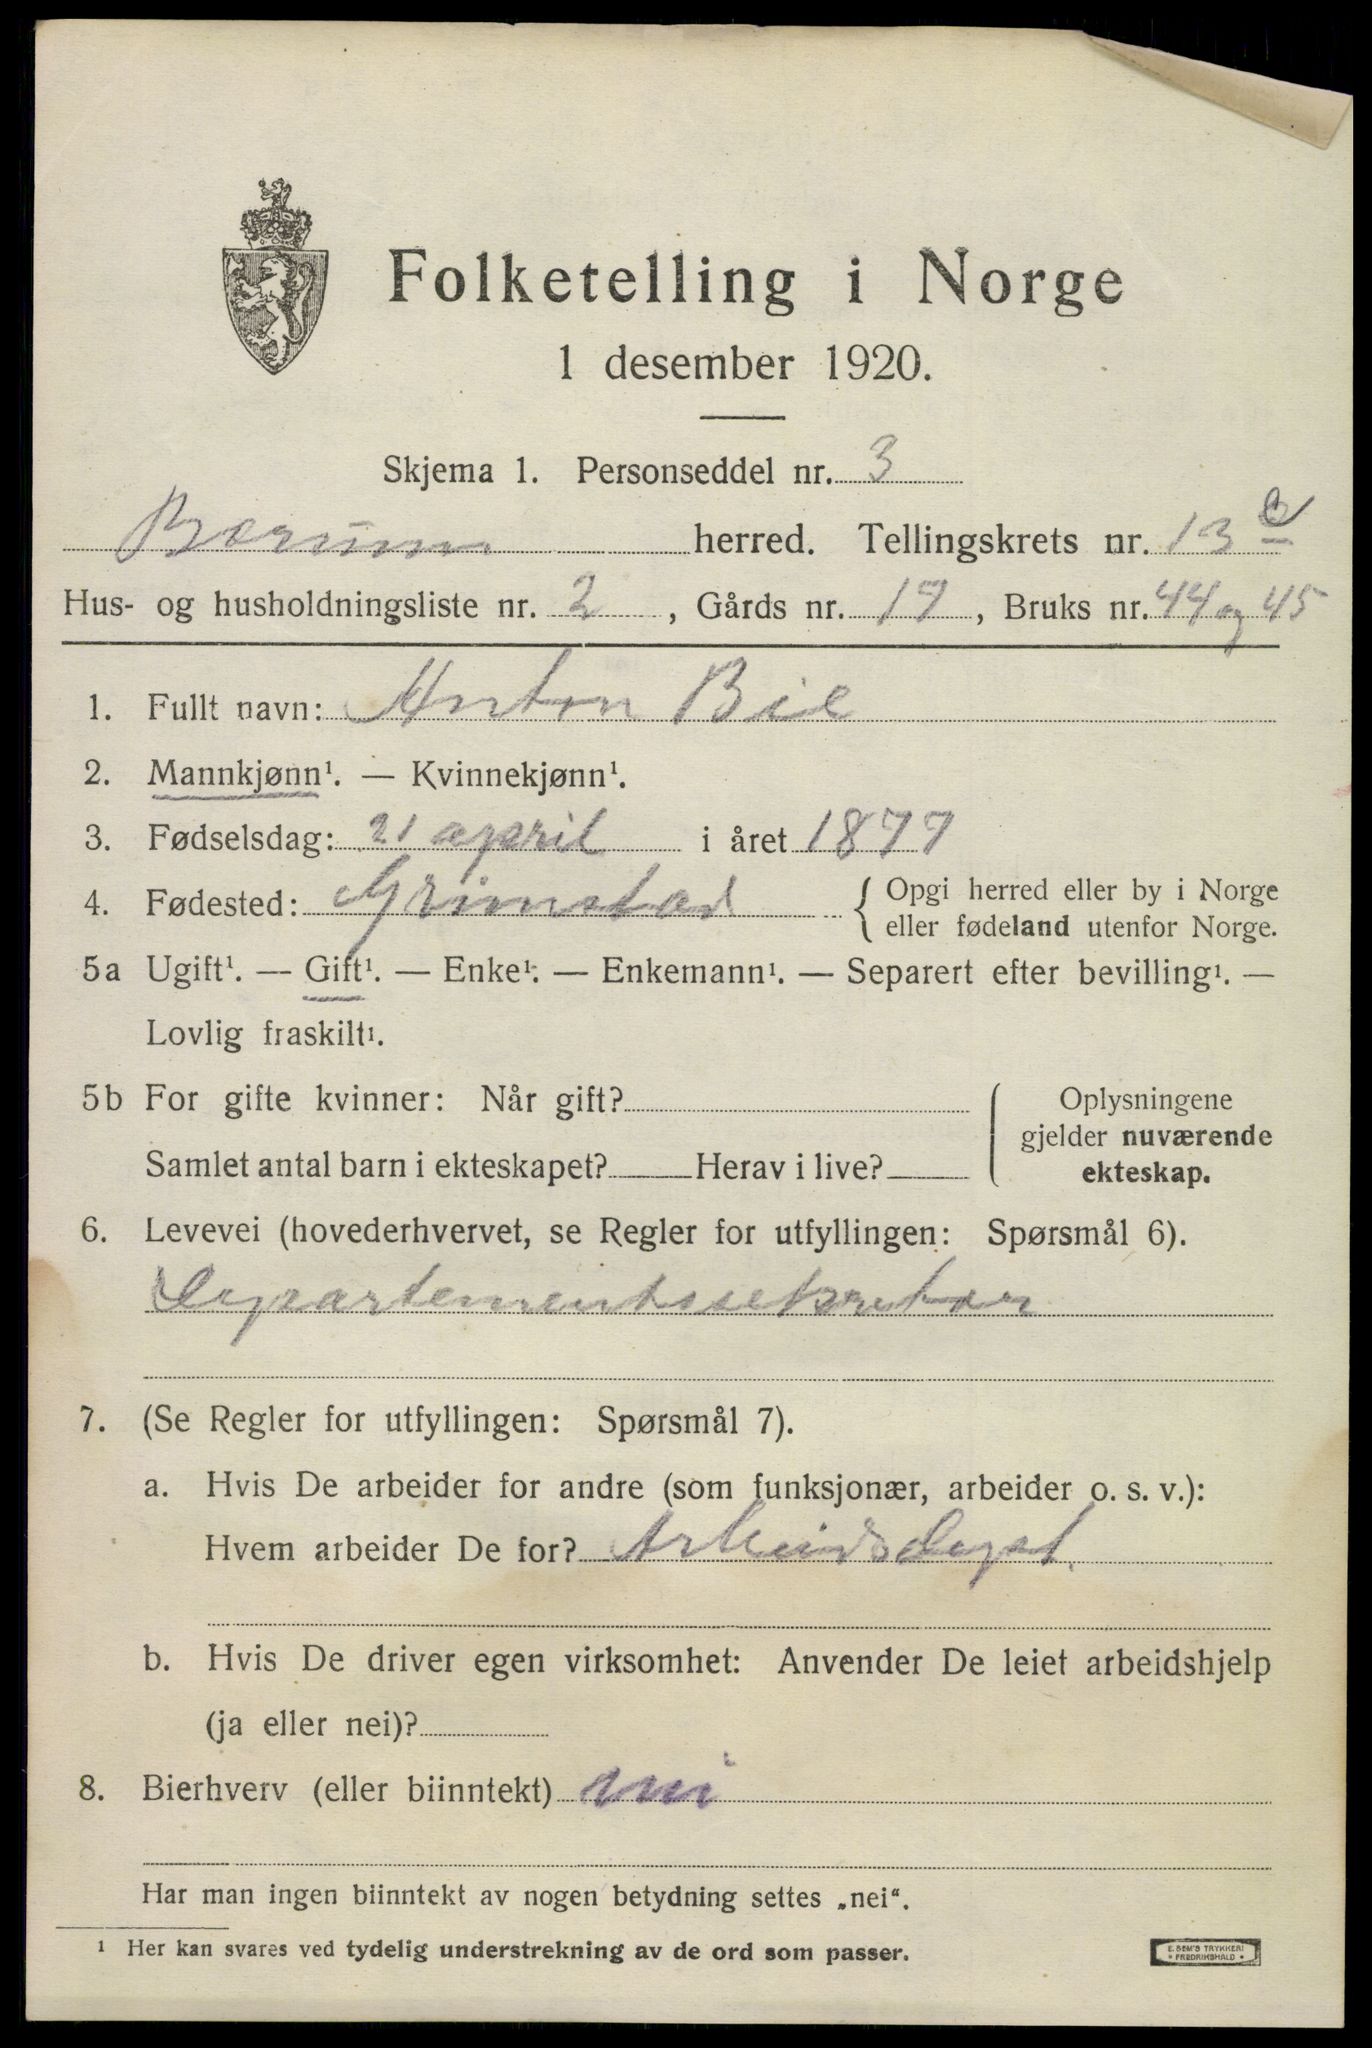 Folketelling i Norge
1 desember 1920.
Skjema 1. Personseddel nr. 3
Bærum herred. Tellingskrets nr. 13
Hus- og husholdningsliste nr. 2, Gårds nr. 17, Bruks nr. 44 og 45
1. Fullt navn: Anton Bie
2. Mannkjønn¹. — Kvinnekjønn¹.
3. Fødselsdag: 21 april i året 1877
4. Fødested: Grimstad { Opgi herred eller by i Norge
eller fødeland utenfor Norge.
5a Ugift¹. — Gift¹. — Enke¹. — Enkemann¹. — Separert efter bevilling¹. —
Lovlig fraskilt¹.
5b For gifte kvinner: Når gift?
Samlet antal barn i ekteskapet? Herav i live?
Oplysningene
gjelder nuværende
ekteskap.
6. Levevei (hovederhvervet, se Regler for utfyllingen: Spørsmål 6).
Departementssekretær
7. (Se Regler for utfyllingen: Spørsmål 7).
a. Hvis De arbeider for andre (som funksjonær, arbeider o. s. v.):
Hvem arbeider De for? Arbeidsdept.
b. Hvis De driver egen virksomhet: Anvender De leiet arbeidshjelp
(ja eller nei)?
8. Bierhverv (eller biinntekt) nei
Har man ingen biinntekt av nogen betydning settes „nei“.
¹ Her kan svares ved tydelig understrekning av de ord som passer.
E. SEM'S TRYKKERI
• FREDRIKSHALD •